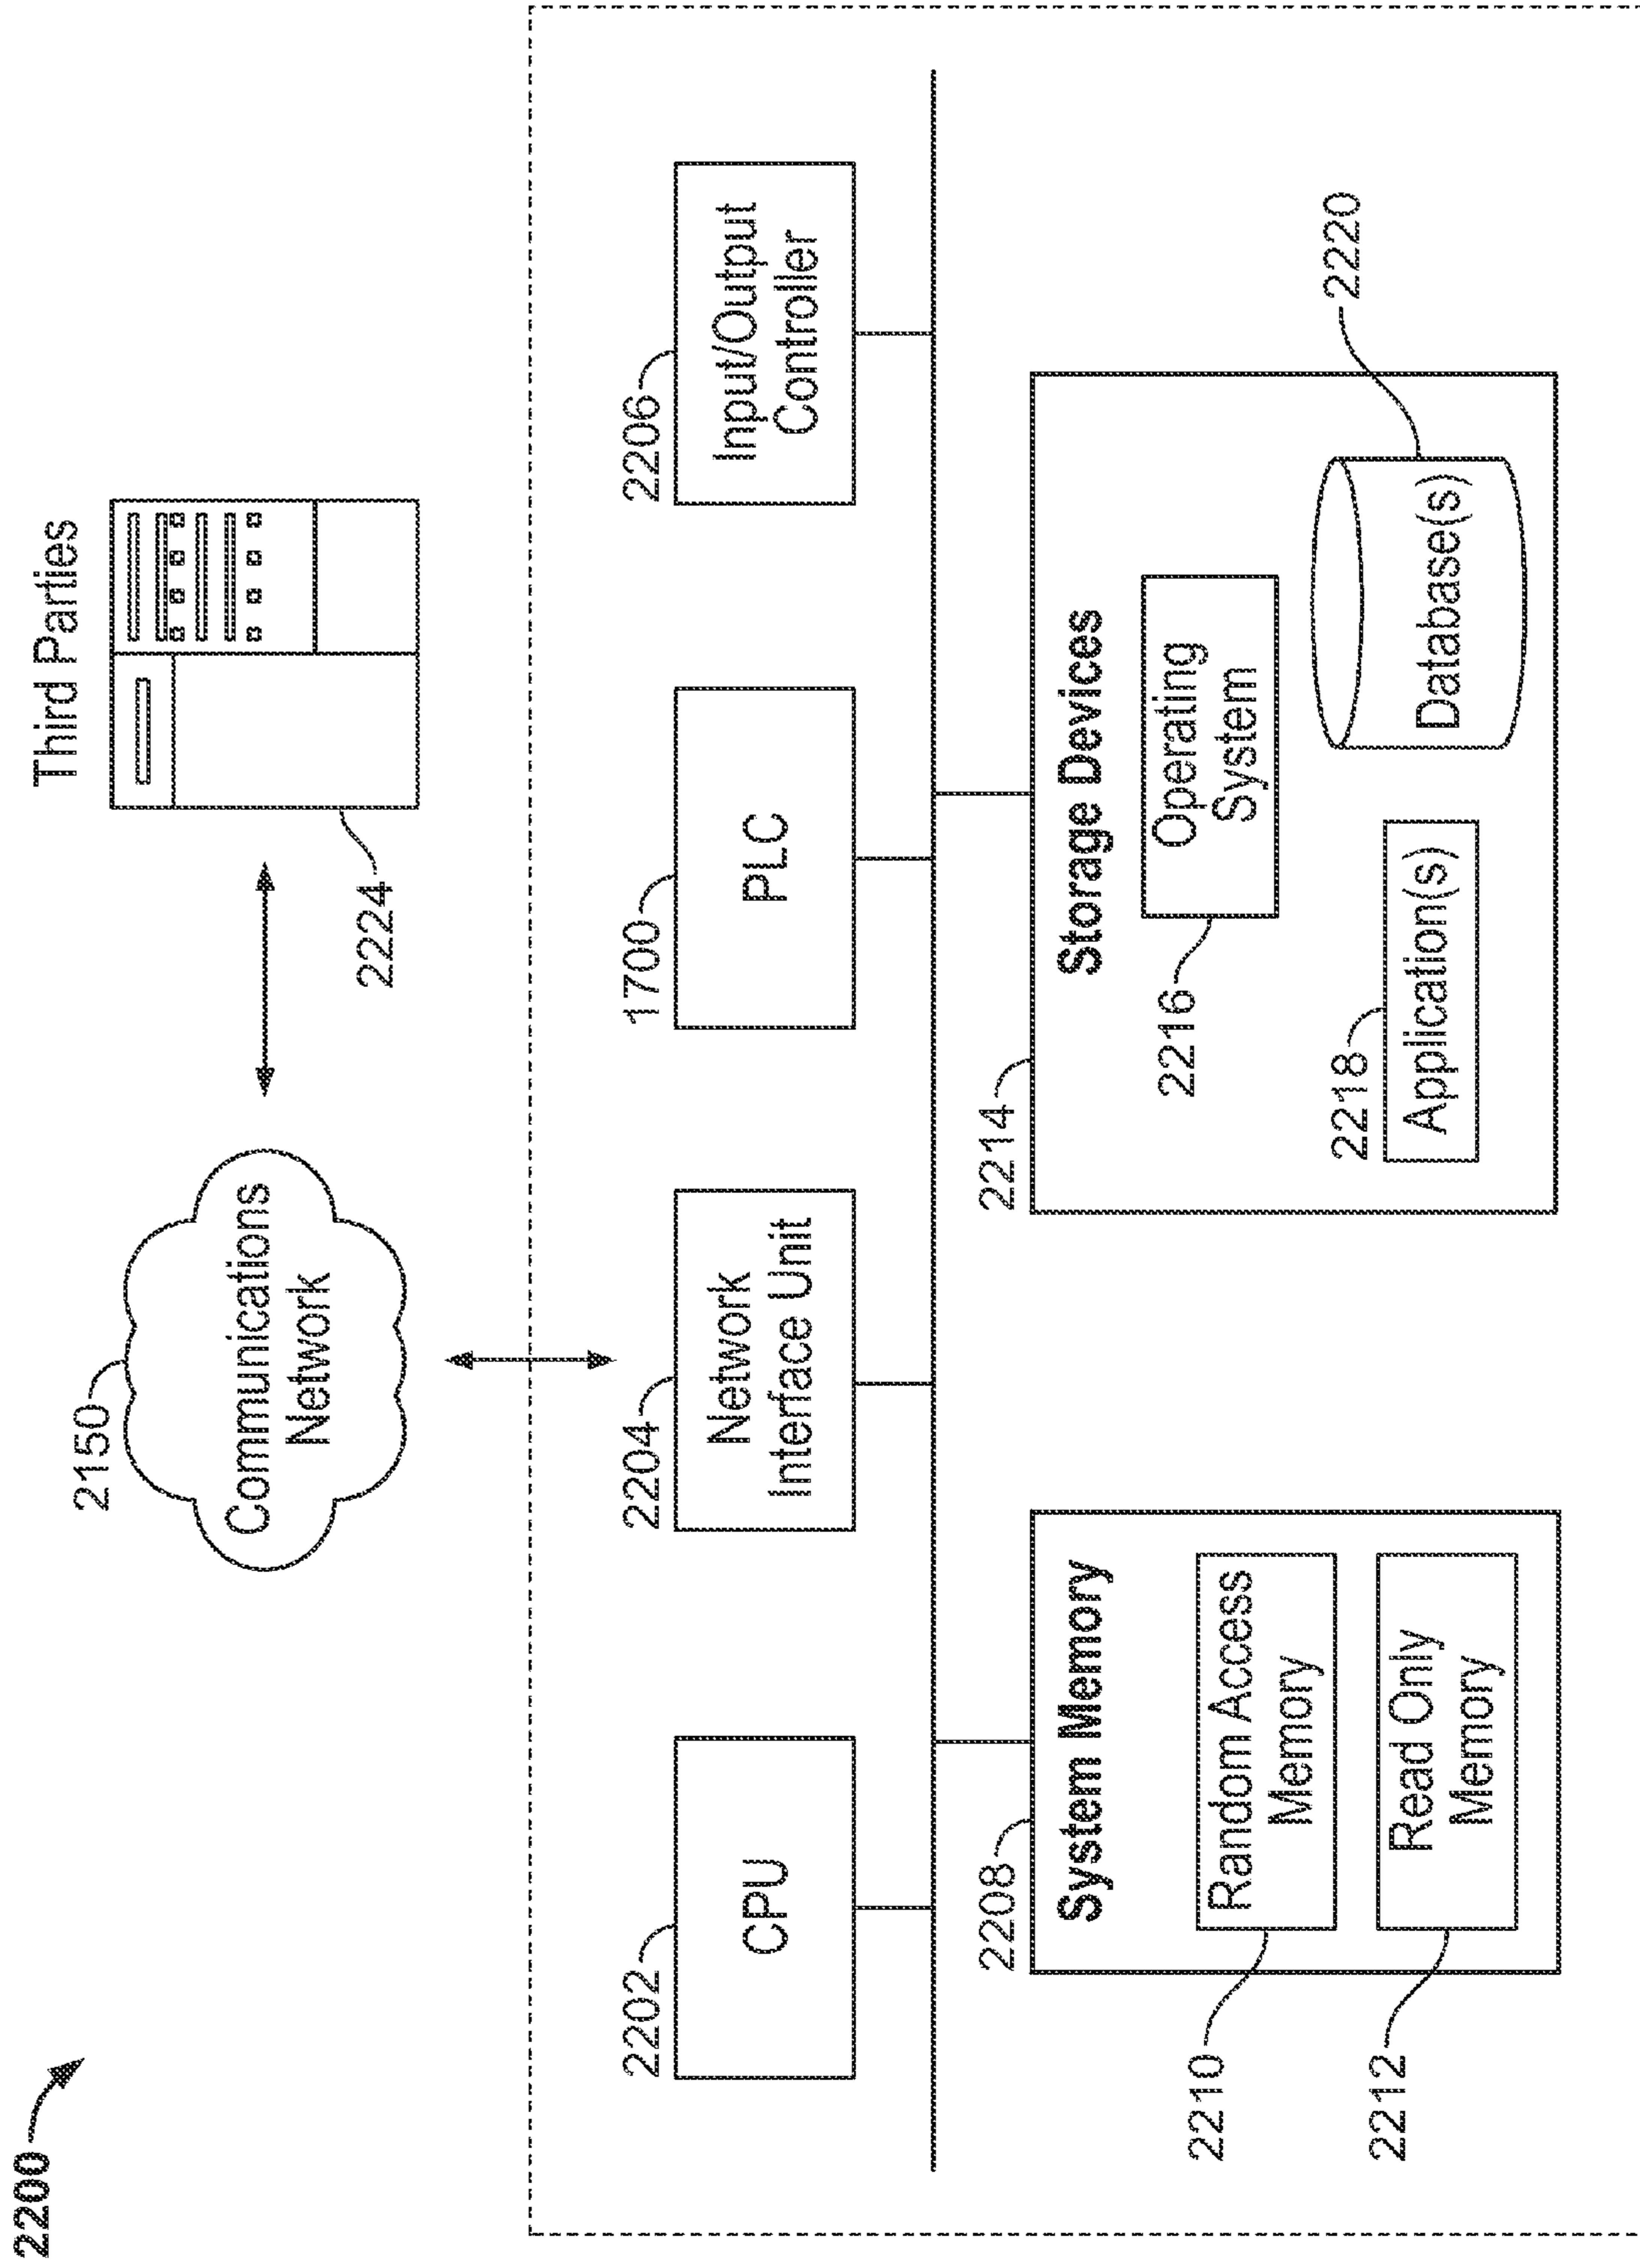 2200
Third Parties
2150
Communications
Network
2224
2202
CPU
2204
Network
Interface Unit
1700
PLC
2206
Input/Output
Controller
2208
System Memory
2210
Random Access
Memory
2212
Read Only
Memory
2214
Storage Devices
2216
Operating
System
2218
Application(s)
Database(s)
2220